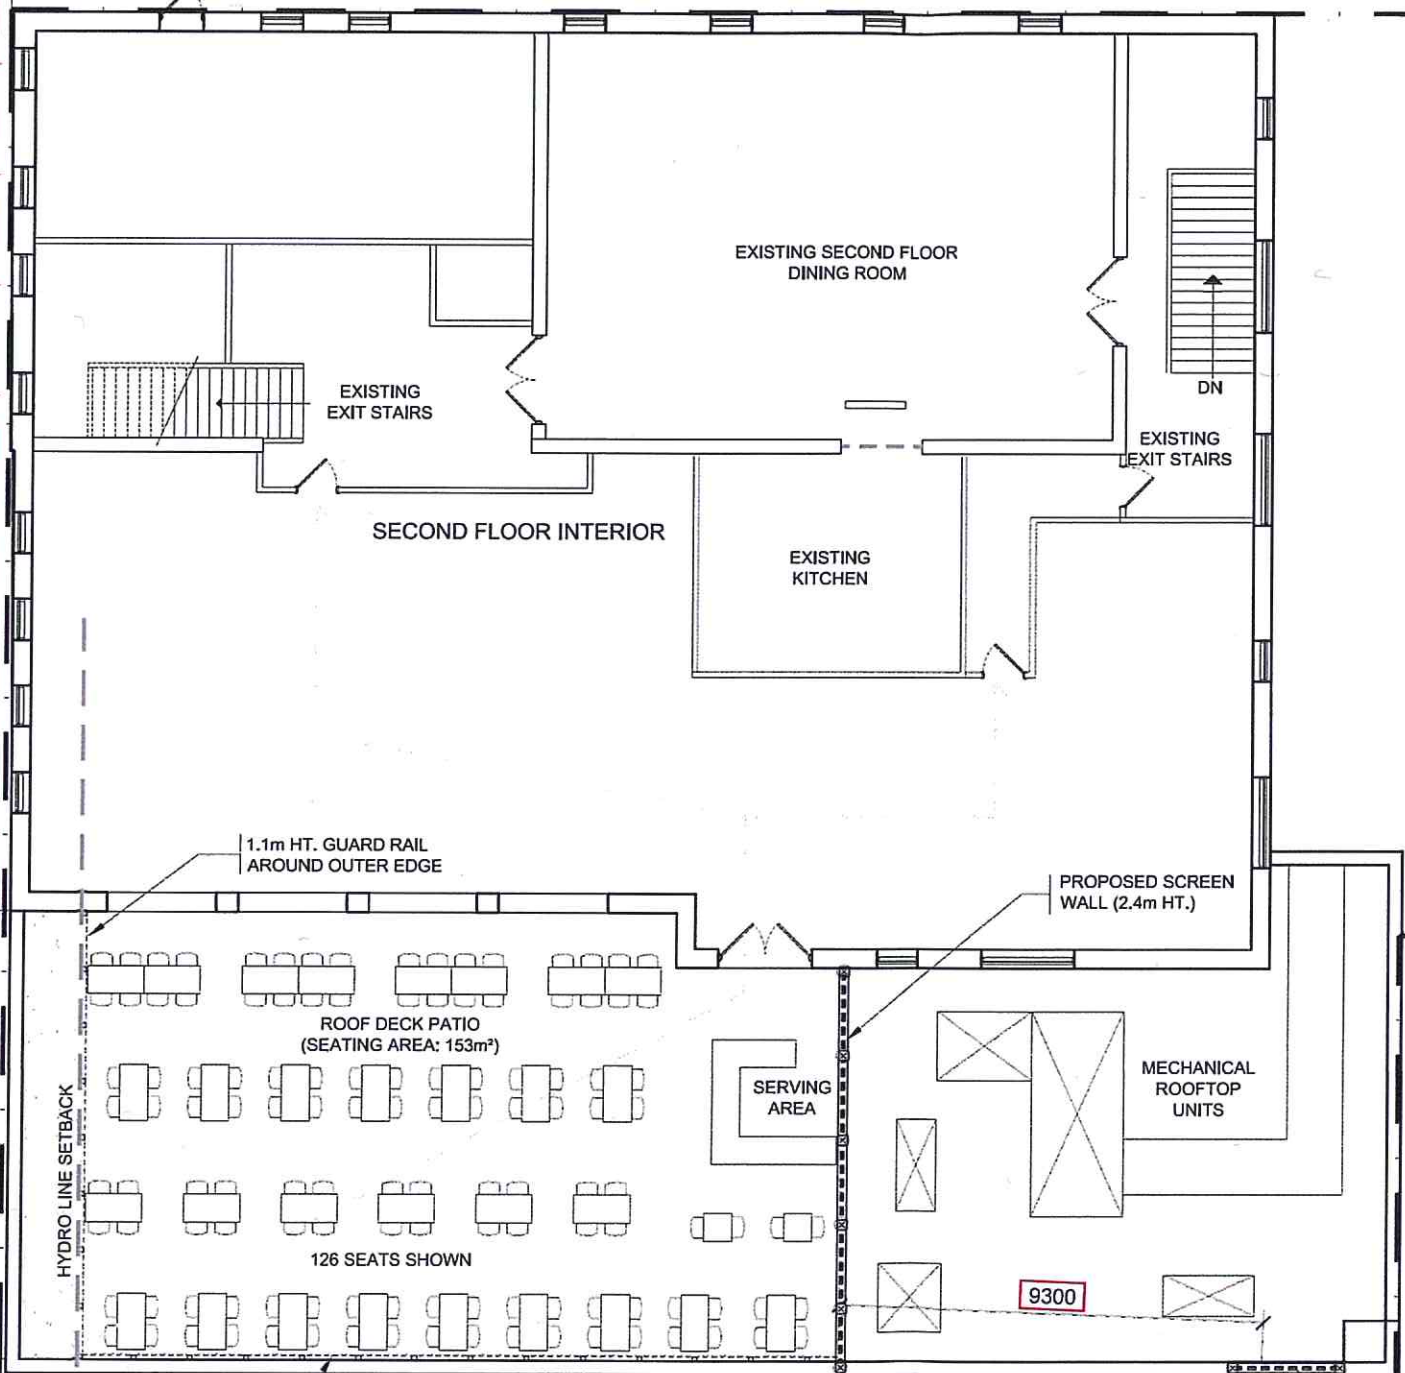 EXISTING SECOND FLOOR
DINING ROOM
EXISTING
EXIT STAIRS
DN
EXISTING
EXIT STAIRS
SECOND FLOOR INTERIOR
EXISTING
KITCHEN
1.1m HT. GUARD RAIL
AROUND OUTER EDGE
PROPOSED SCREEN
WALL (2.4m HT.)
ROOF DECK PATIO
(SEATING AREA: 153m²)
SERVING
AREA
MECHANICAL
ROOFTOP
UNITS
HYDRO LINE SETBACK
126 SEATS SHOWN
9300